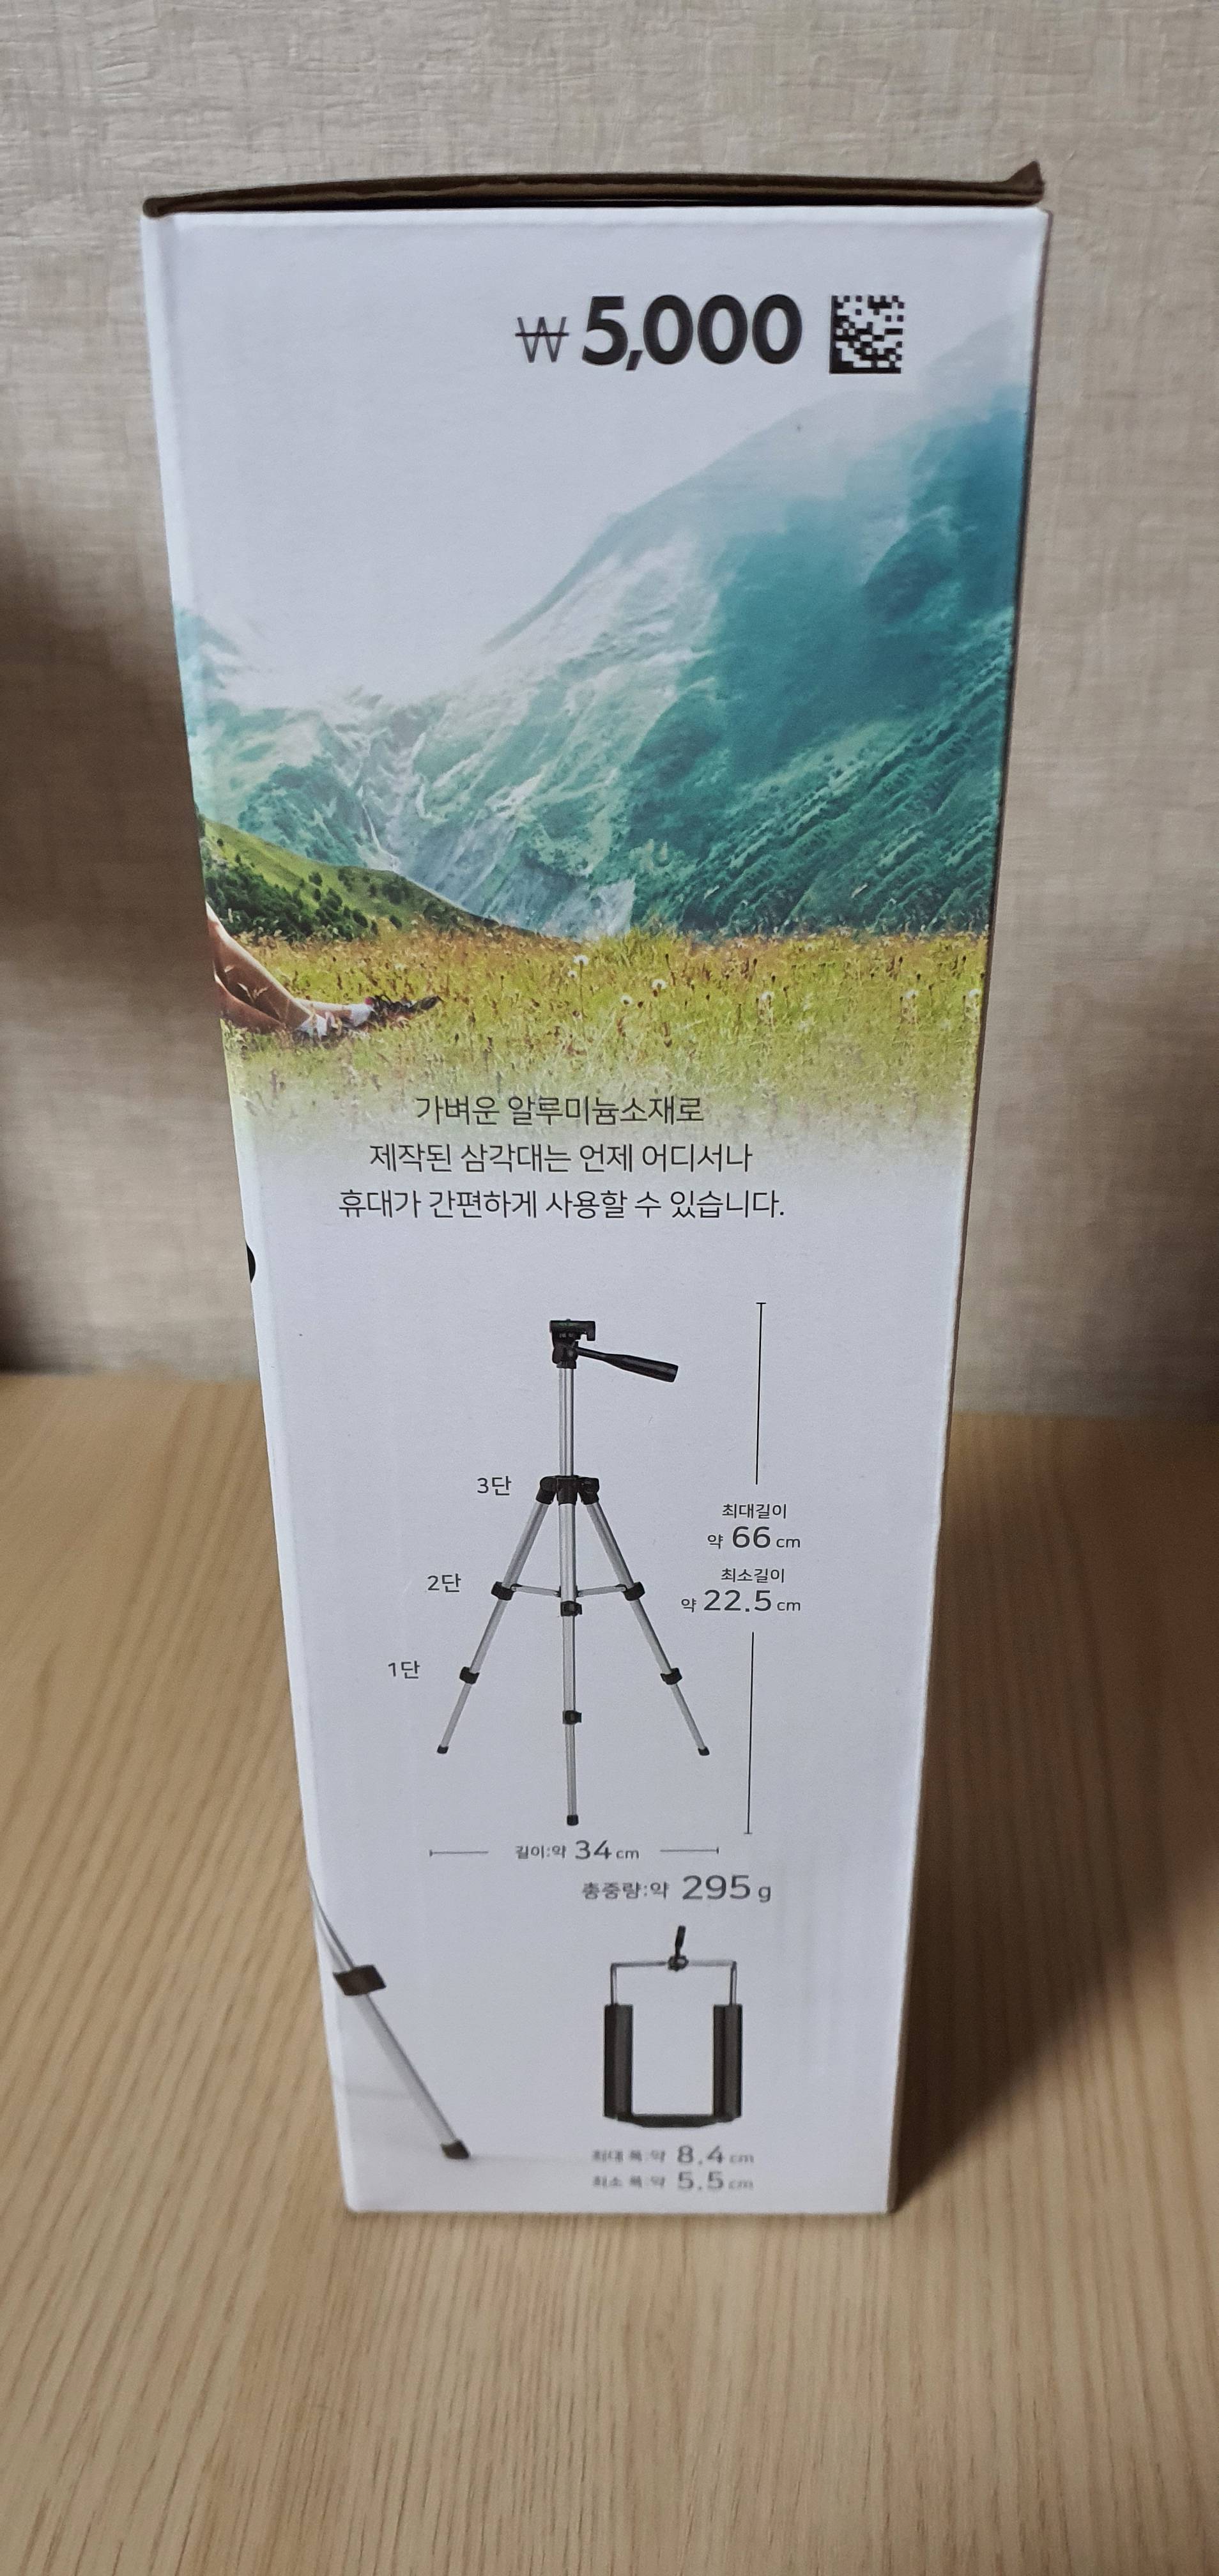 ₩5,000
가벼운 알루미늄소재로
제작된 삼각대는 언제 어디서나
휴대가 간편하게 사용할 수 있습니다.
3단
2단
1단
최대길이
약 66 cm
최소길이
약 22.5 cm
길이:약 34 cm
총중량:약 295 g
최대 폭:약 8.4 cm
최소 폭:약 5.5 cm